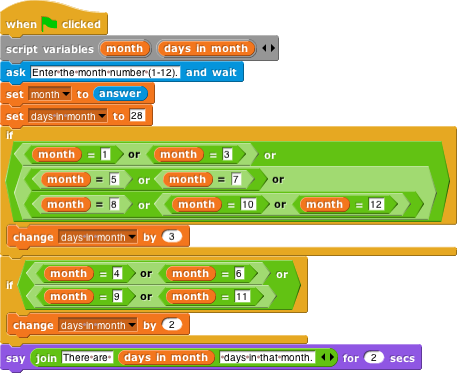 when clicked
script variables month days in month
ask Enter the month number (1-12). and wait
set month to answer
set days in month to 28
if
month = 1 or month = 3 or
month = 5 or month = 7 or
month = 8 or month = 10 or month = 12
change days in month by 3
if month = 4 or month = 6 or
month = 9 or month = 11
change days in month by 2
say join There are days in month days in that month. for 2 secs